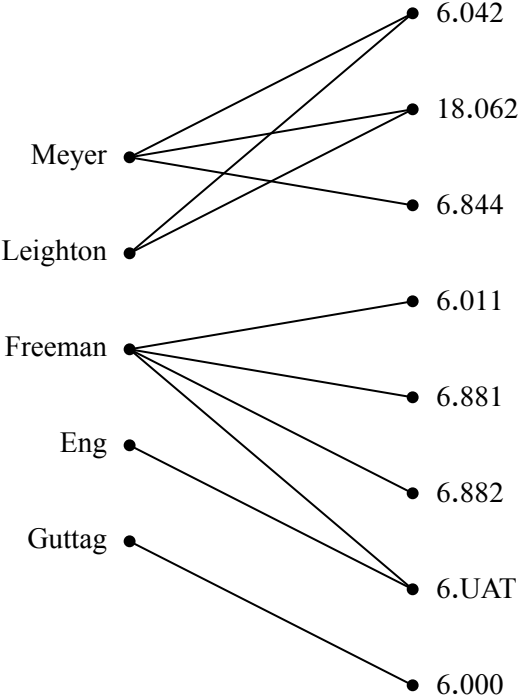 6.042
18.062
Meyer
6.844
Leighton
6.011
Freeman
6.881
Eng
6.882
Guttag
6.UAT
6.000